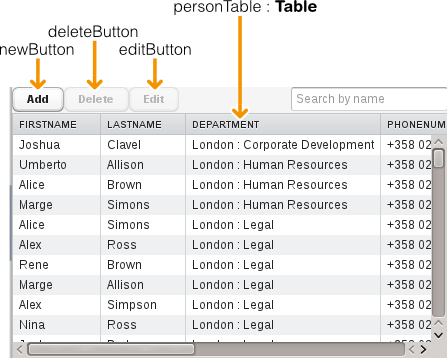 personTable : Table
deleteButton
newButton editButton
Add Delete Edit Search by name
FIRSTNAME LASTNAME DEPARTMENT PHONENUM
Joshua Clavel London : Corporate Development +358 02
Umberto Allison London : Human Resources +358 02
Alice Brown London : Human Resources +358 02
Marge Simons London : Human Resources +358 02
Alice Simons London : Legal +358 02
Alex Ross London : Legal +358 02
Rene Brown London : Legal +358 02
Marge Allison London : Legal +358 02
Alex Simpson London : Legal +358 02
Nina Ross London : Legal +358 02